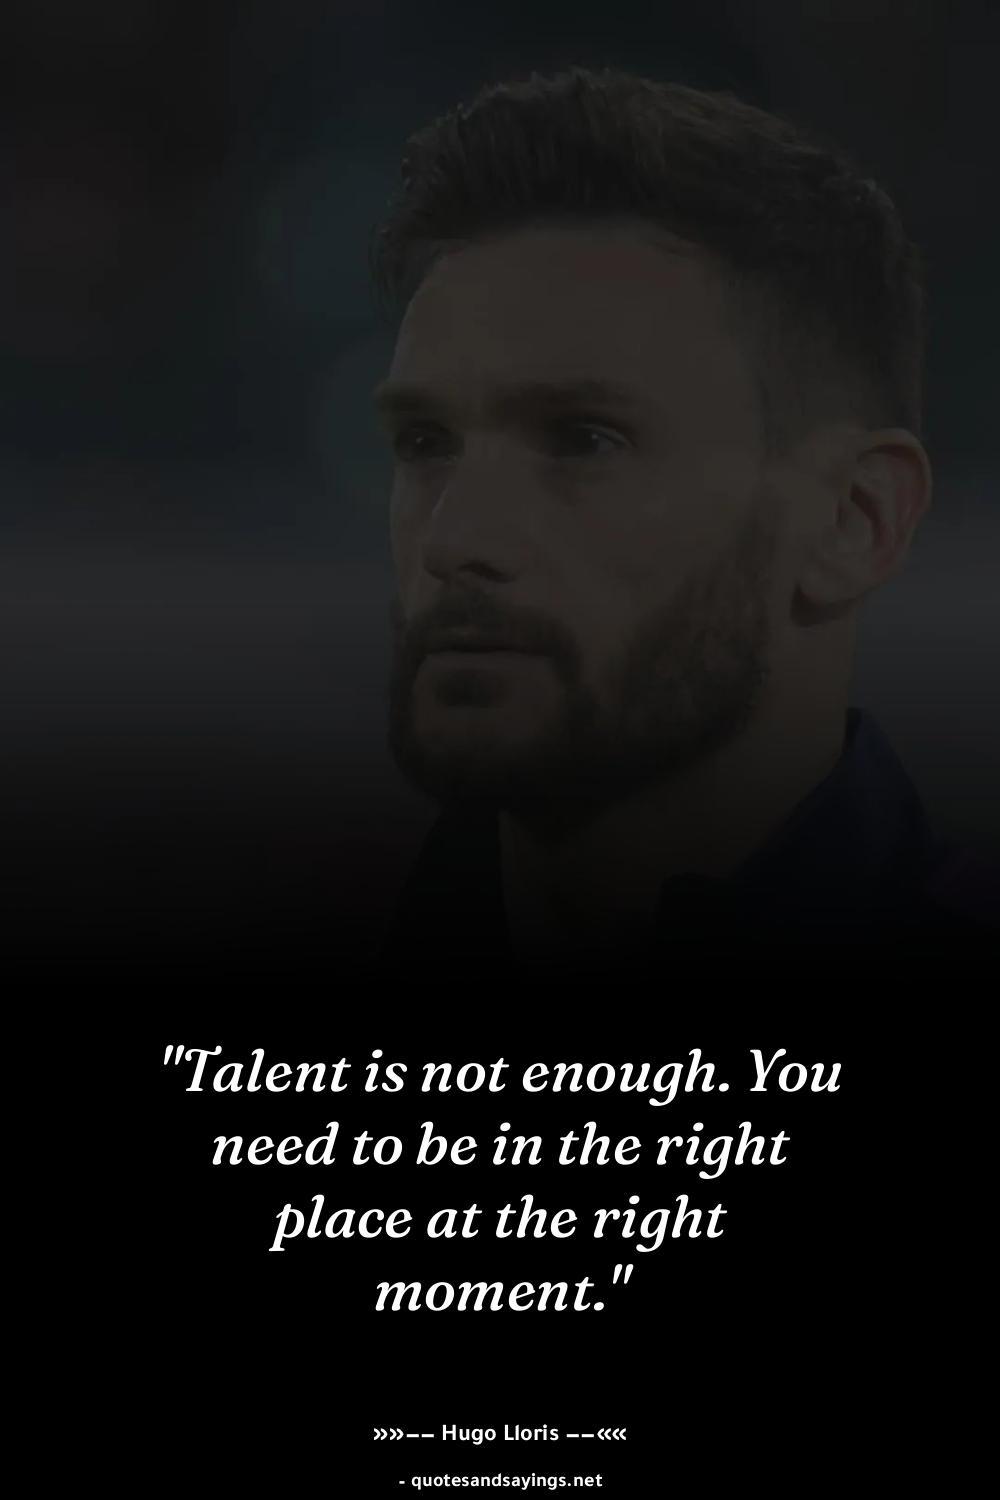 "Talent is not enough. You
need to be in the right
place at the right
moment."
»»–– Hugo Lloris ––««
- quotesandsayings.net